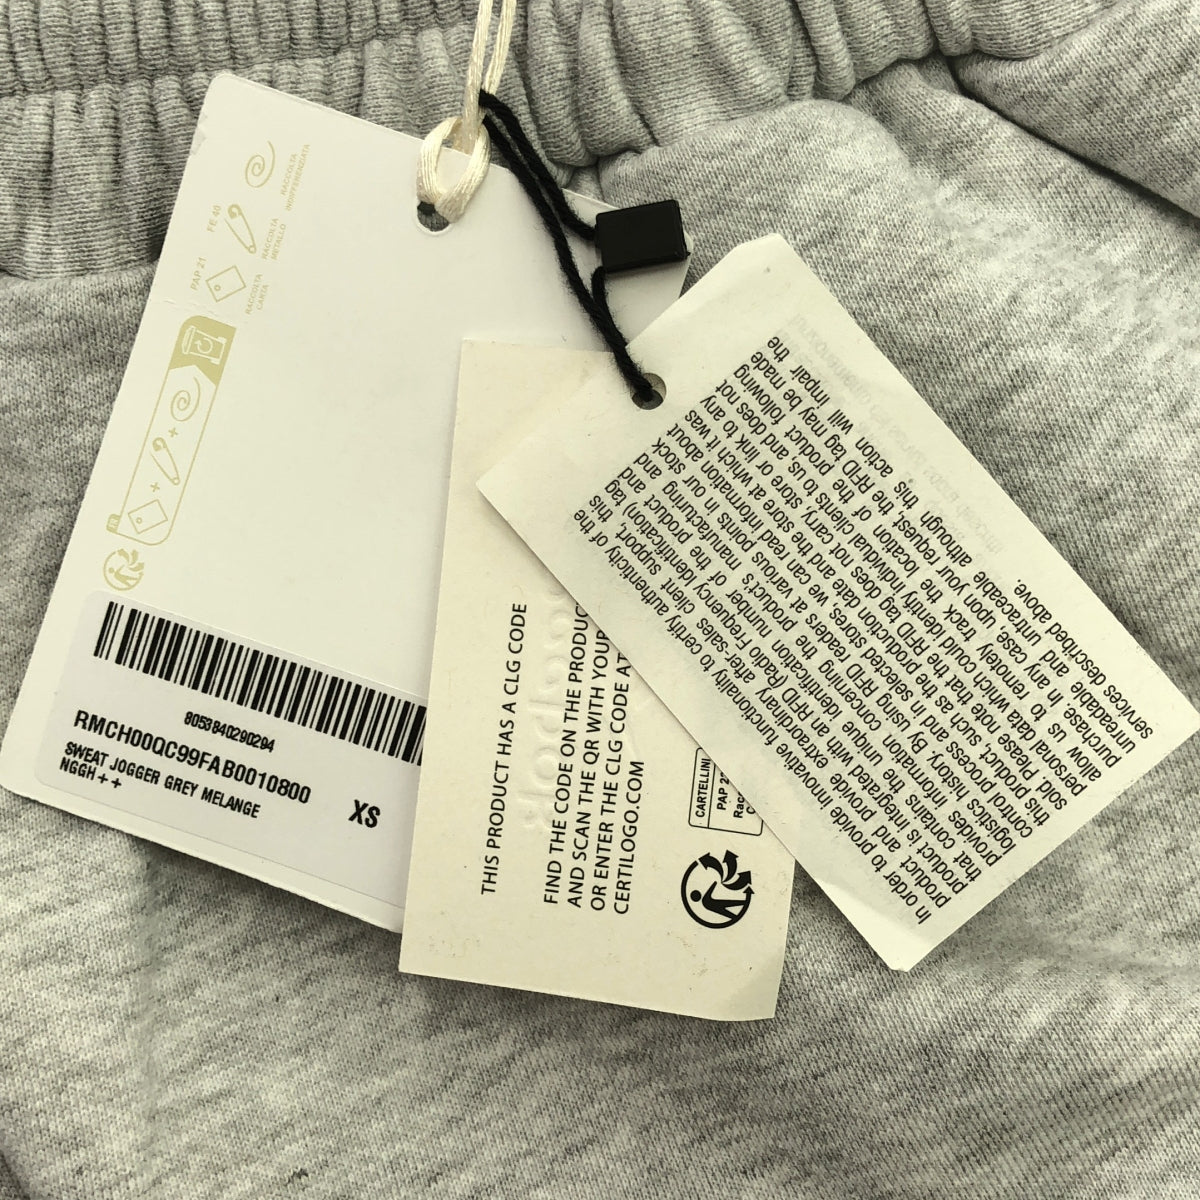 RACCOLTA
INDIFFERENZIATA
FE 40
RACCOLTA
METALLO
PAP 21
RACCOLTA
CARTA
FR
8053840290294
RMCH00QC99FAB0010800
SWEAT JOGGER GREY MELANGE
NGGH++
XS
THIS PRODUCT HAS A CLG CODE
FIND THE CODE ON THE PRODUC
AND SCAN THE QR WITH YOUR
OR ENTER THE CLG CODE AT
CERTILOGO.COM
CARTELLINI
PAP 2
Rac
C
In order to provide innovative functionality to certify authenticity of the
product and provide extraordinary after-sales client support, this
product is integrated with an RFID (Radio Frequency Identification) tag
that contains the unique identification number of the product and
provides information concerning the product's manufacturing and
logistics history. By using RFID readers at various points in our stock
control process and in selected stores, we can read information about
this product, such as the production date and the store at which it was
sold. Please note that the RFID tag does not carry, store or link to any
personal data which could identify individual clients to us, and does not
allow us to remotely track the location of the product following
purchase. In any case, upon your request the RFID tag may be made
unreadable and untraceable although this action will impair the
services described above.